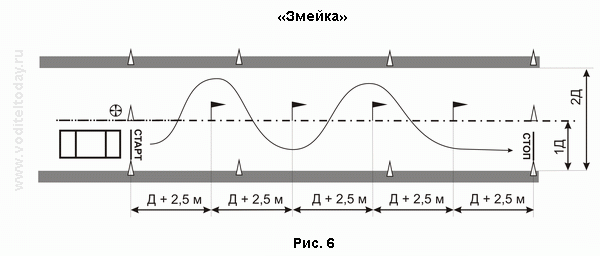 «Змейка»
www.voditeltoday.ru
СТАРТ
СТОП
1Д
2Д
Д + 2,5 м
Д + 2,5 м
Д + 2,5 м
Д + 2,5 м
Д + 2,5 м
Рис. 6